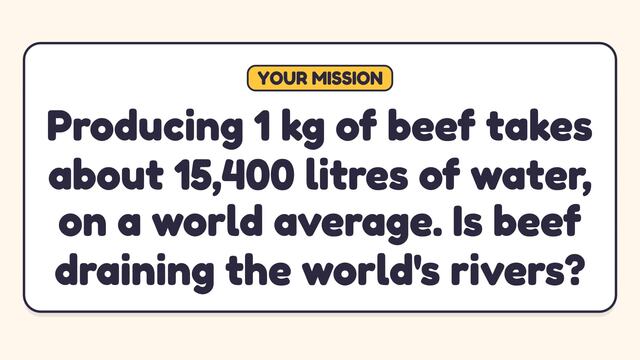 YOUR MISSION
Producing 1 kg of beef takes
about 15,400 litres of water,
on a world average. Is beef
draining the world's rivers?